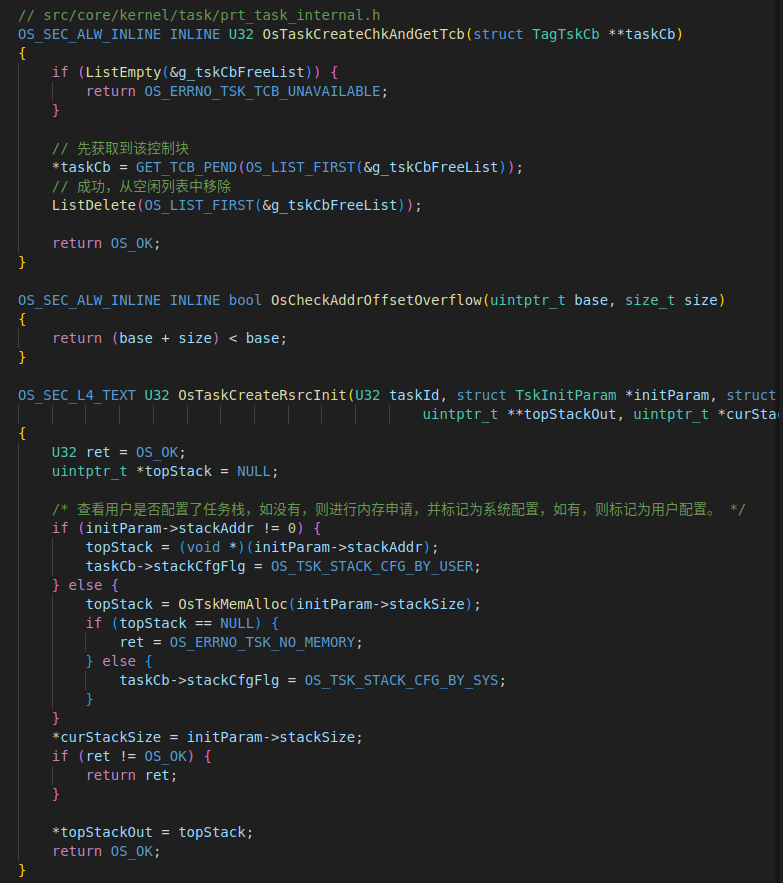 // src/core/kernel/task/prt_task_internal.h
OS_SEC_ALW_INLINE INLINE U32 OsTaskCreateChkAndGetTcb(struct TagTskCb **taskCb)
{
    if (ListEmpty(&g_tskCbFreeList)) {
        return OS_ERRNO_TSK_TCB_UNAVAILABLE;
    }

    // 先获取到该控制块
    *taskCb = GET_TCB_PEND(OS_LIST_FIRST(&g_tskCbFreeList));
    // 成功，从空闲列表中移除
    ListDelete(OS_LIST_FIRST(&g_tskCbFreeList));

    return OS_OK;
}

OS_SEC_ALW_INLINE INLINE bool OsCheckAddrOffsetOverflow(uintptr_t base, size_t size)
{
    return (base + size) < base;
}

OS_SEC_L4_TEXT U32 OsTaskCreateRsrcInit(U32 taskId, struct TskInitParam *initParam, struct
                                                uintptr_t **topStackOut, uintptr_t *curSta
{
    U32 ret = OS_OK;
    uintptr_t *topStack = NULL;

    /* 查看用户是否配置了任务栈，如没有，则进行内存申请，并标记为系统配置，如有，则标记为用户配置。 */
    if (initParam->stackAddr != 0) {
        topStack = (void *)(initParam->stackAddr);
        taskCb->stackCfgFlg = OS_TSK_STACK_CFG_BY_USER;
    } else {
        topStack = OsTskMemAlloc(initParam->stackSize);
        if (topStack == NULL) {
            ret = OS_ERRNO_TSK_NO_MEMORY;
        } else {
            taskCb->stackCfgFlg = OS_TSK_STACK_CFG_BY_SYS;
        }
    }
    *curStackSize = initParam->stackSize;
    if (ret != OS_OK) {
        return ret;
    }

    *topStackOut = topStack;
    return OS_OK;
}